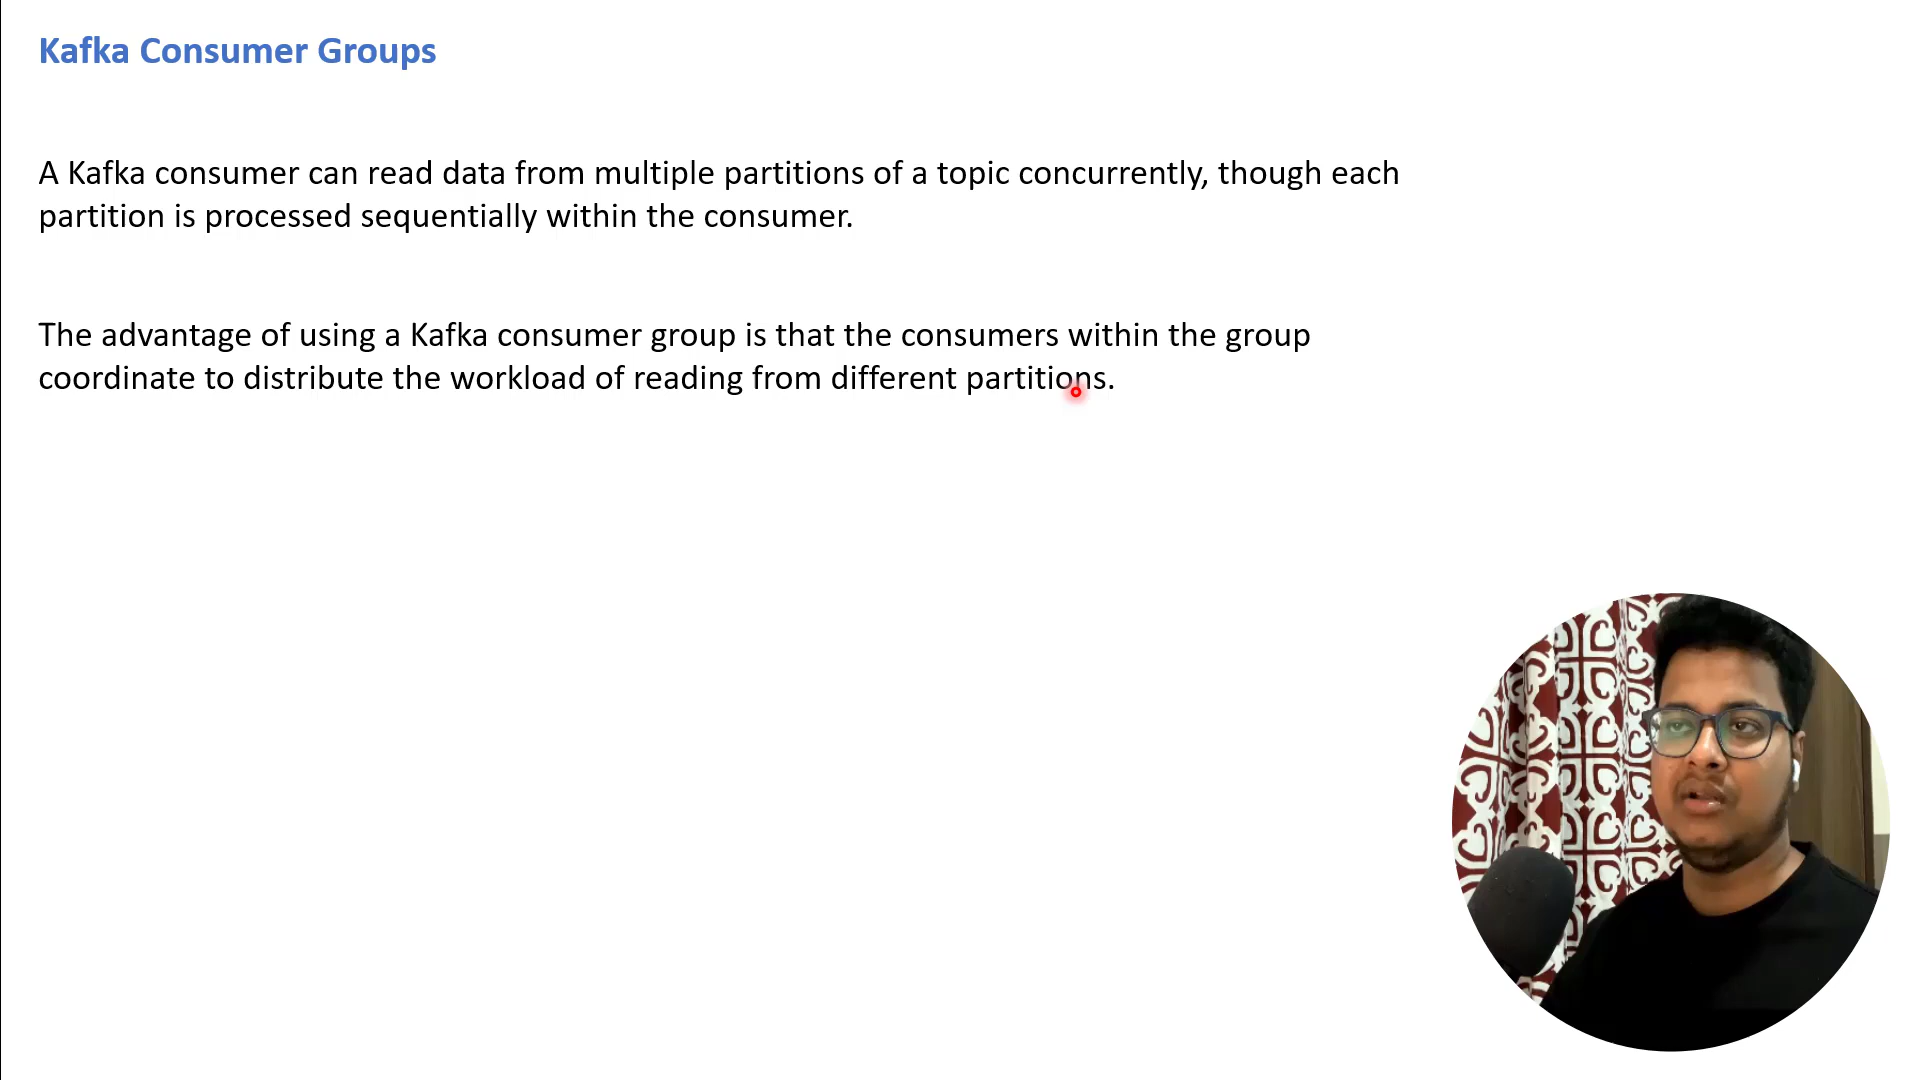 Kafka Consumer Groups
A Kafka consumer can read data from multiple partitions of a topic concurrently, though each
partition is processed sequentially within the consumer.
The advantage of using a Kafka consumer group is that the consumers within the group
coordinate to distribute the workload of reading from different partitions.